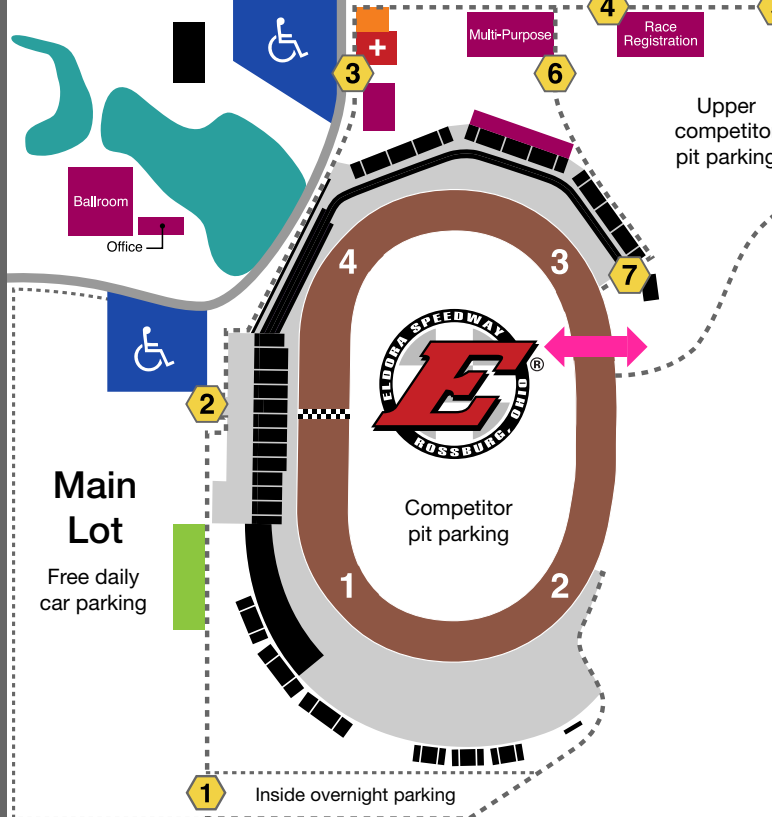 4
Multi-Purpose
Race
Registration
+
3
6
Upper
competito
pit parking
Ballroom
Office
4
3
7
ELDORA SPEEDWAY
E
®
ROSSBURG, OHIO
2
Main
Lot
Competitor
pit parking
Free daily
car parking
1
2
1
Inside overnight parking